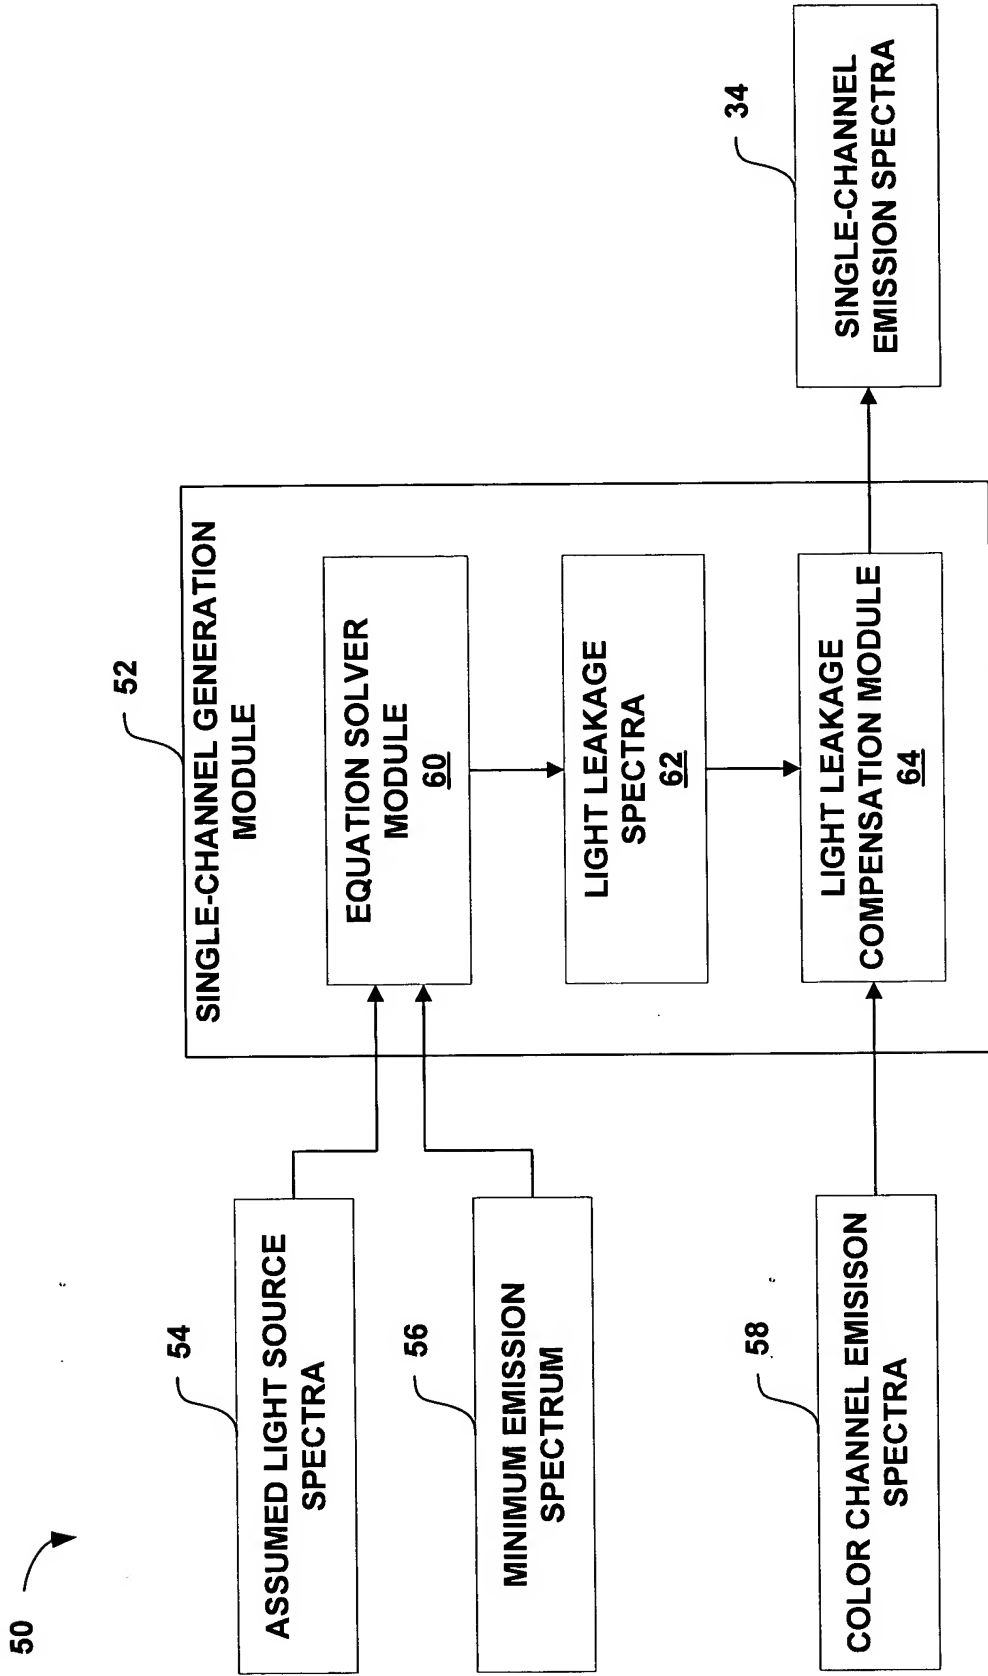 50
54
ASSUMED LIGHT SOURCE
SPECTRA
56
MINIMUM EMISSION
SPECTRUM
58
COLOR CHANNEL EMISISON
SPECTRA
52
SINGLE-CHANNEL GENERATION
MODULE
EQUATION SOLVER
MODULE
60
LIGHT LEAKAGE
SPECTRA
62
LIGHT LEAKAGE
COMPENSATION MODULE
64
34
SINGLE-CHANNEL
EMISSION SPECTRA